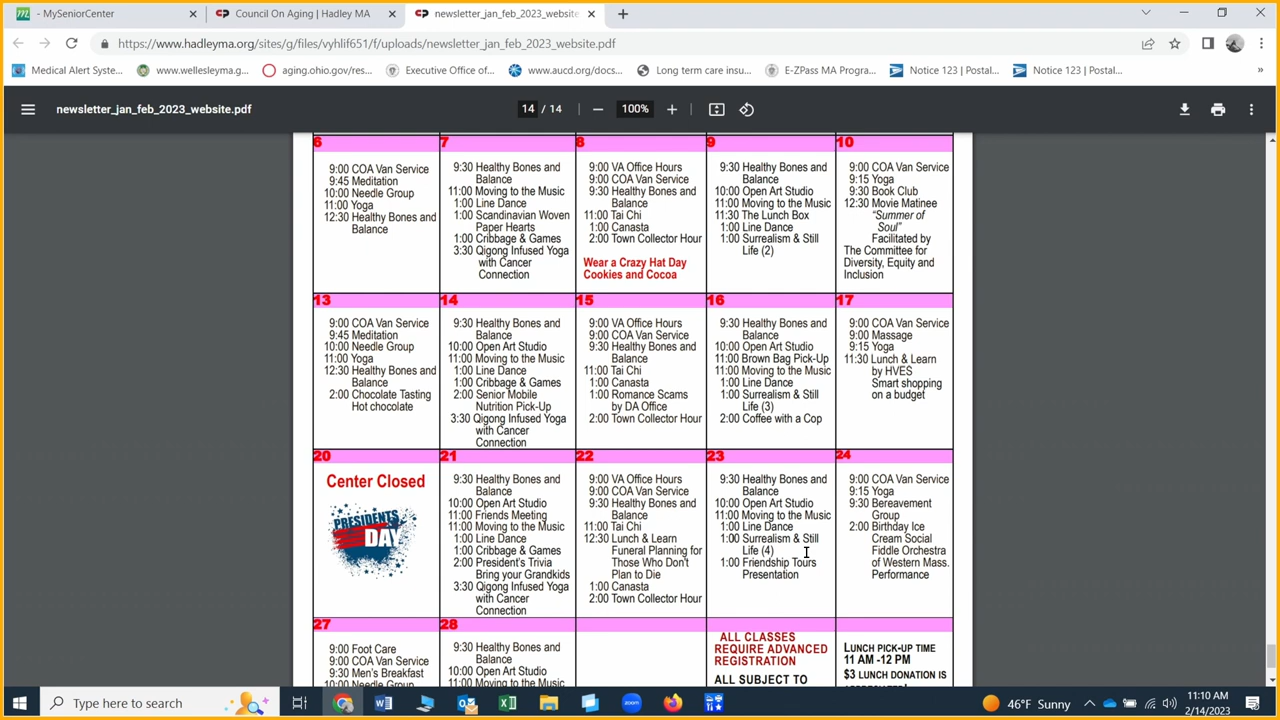 MySeniorCenter
Council On Aging | Hadley MA
newsletter_jan_feb_2023_website.
https://www.hadleyma.org/sites/g/files/vyhlif651/f/uploads/newsletter_jan_feb_2023_website.pdf
Medical Alert Syste...
www.wellesleyma.g...
aging.ohio.gov/res...
Executive Office of...
www.aucd.org/docs...
Long term care insu...
E-ZPass MA Progra...
Notice 123 | Postal...
Notice 123 | Postal...
»
newsletter_jan_feb_2023_website.pdf
14 / 14
100%
6
9:00 COA Van Service
9:45 Meditation
10:00 Needle Group
11:00 Yoga
12:30 Healthy Bones and
Balance
7
9:30 Healthy Bones and
Balance
11:00 Moving to the Music
1:00 Line Dance
1:00 Scandinavian Woven
Paper Hearts
1:00 Cribbage & Games
3:30 Qigong Infused Yoga
with Cancer
Connection
8
9:00 VA Office Hours
9:00 COA Van Service
9:30 Healthy Bones and
Balance
11:00 Tai Chi
1:00 Canasta
2:00 Town Collector Hour
Wear a Crazy Hat Day
Cookies and Cocoa
9
9:30 Healthy Bones and
Balance
10:00 Open Art Studio
11:00 Moving to the Music
11:30 The Lunch Box
1:00 Line Dance
1:00 Surrealism & Still
Life (2)
10
9:00 COA Van Service
9:15 Yoga
9:30 Book Club
12:30 Movie Matinee
"Summer of
Soul"
Facilitated by
The Committee for
Diversity, Equity and
Inclusion
13
9:00 COA Van Service
9:45 Meditation
10:00 Needle Group
11:00 Yoga
12:30 Healthy Bones and
Balance
2:00 Chocolate Tasting
Hot chocolate
14
9:30 Healthy Bones and
Balance
10:00 Open Art Studio
11:00 Moving to the Music
1:00 Line Dance
1:00 Cribbage & Games
2:00 Senior Mobile
Nutrition Pick-Up
3:30 Qigong Infused Yoga
with Cancer
Connection
15
9:00 VA Office Hours
9:00 COA Van Service
9:30 Healthy Bones and
Balance
11:00 Tai Chi
1:00 Canasta
1:00 Romance Scams
by DA Office
2:00 Town Collector Hour
16
9:30 Healthy Bones and
Balance
10:00 Open Art Studio
11:00 Brown Bag Pick-Up
11:00 Moving to the Music
1:00 Line Dance
1:00 Surrealism & Still
Life (3)
2:00 Coffee with a Cop
17
9:00 COA Van Service
9:00 Massage
9:15 Yoga
11:30 Lunch & Learn
by HVES
Smart shopping
on a budget
20
Center Closed
PRESIDENTS
DAY
21
9:30 Healthy Bones and
Balance
10:00 Open Art Studio
11:00 Friends Meeting
11:00 Moving to the Music
1:00 Line Dance
1:00 Cribbage & Games
2:00 President's Trivia
Bring your Grandkids
3:30 Qigong Infused Yoga
with Cancer
Connection
22
9:00 VA Office Hours
9:00 COA Van Service
9:30 Healthy Bones and
Balance
11:00 Tai Chi
12:30 Lunch & Learn
Funeral Planning for
Those Who Don't
Plan to Die
1:00 Canasta
2:00 Town Collector Hour
23
9:30 Healthy Bones and
Balance
10:00 Open Art Studio
11:00 Moving to the Music
1:00 Line Dance
1:00 Surrealism & Still
Life (4)
1:00 Friendship Tours
Presentation
24
9:00 COA Van Service
9:15 Yoga
9:30 Bereavement
Group
2:00 Birthday Ice
Cream Social
Fiddle Orchestra
of Western Mass.
Performance
27
9:00 Foot Care
9:00 COA Van Service
9:30 Men's Breakfast
10:00 Needle Group
28
9:30 Healthy Bones and
Balance
10:00 Open Art Studio
11:00 Moving to the Music
ALL CLASSES
REQUIRE ADVANCED
REGISTRATION
ALL SUBJECT TO
LUNCH PICK-UP TIME
11 AM -12 PM
$3 LUNCH DONATION IS
Type here to search
46°F Sunny
11:10 AM
2/14/2023